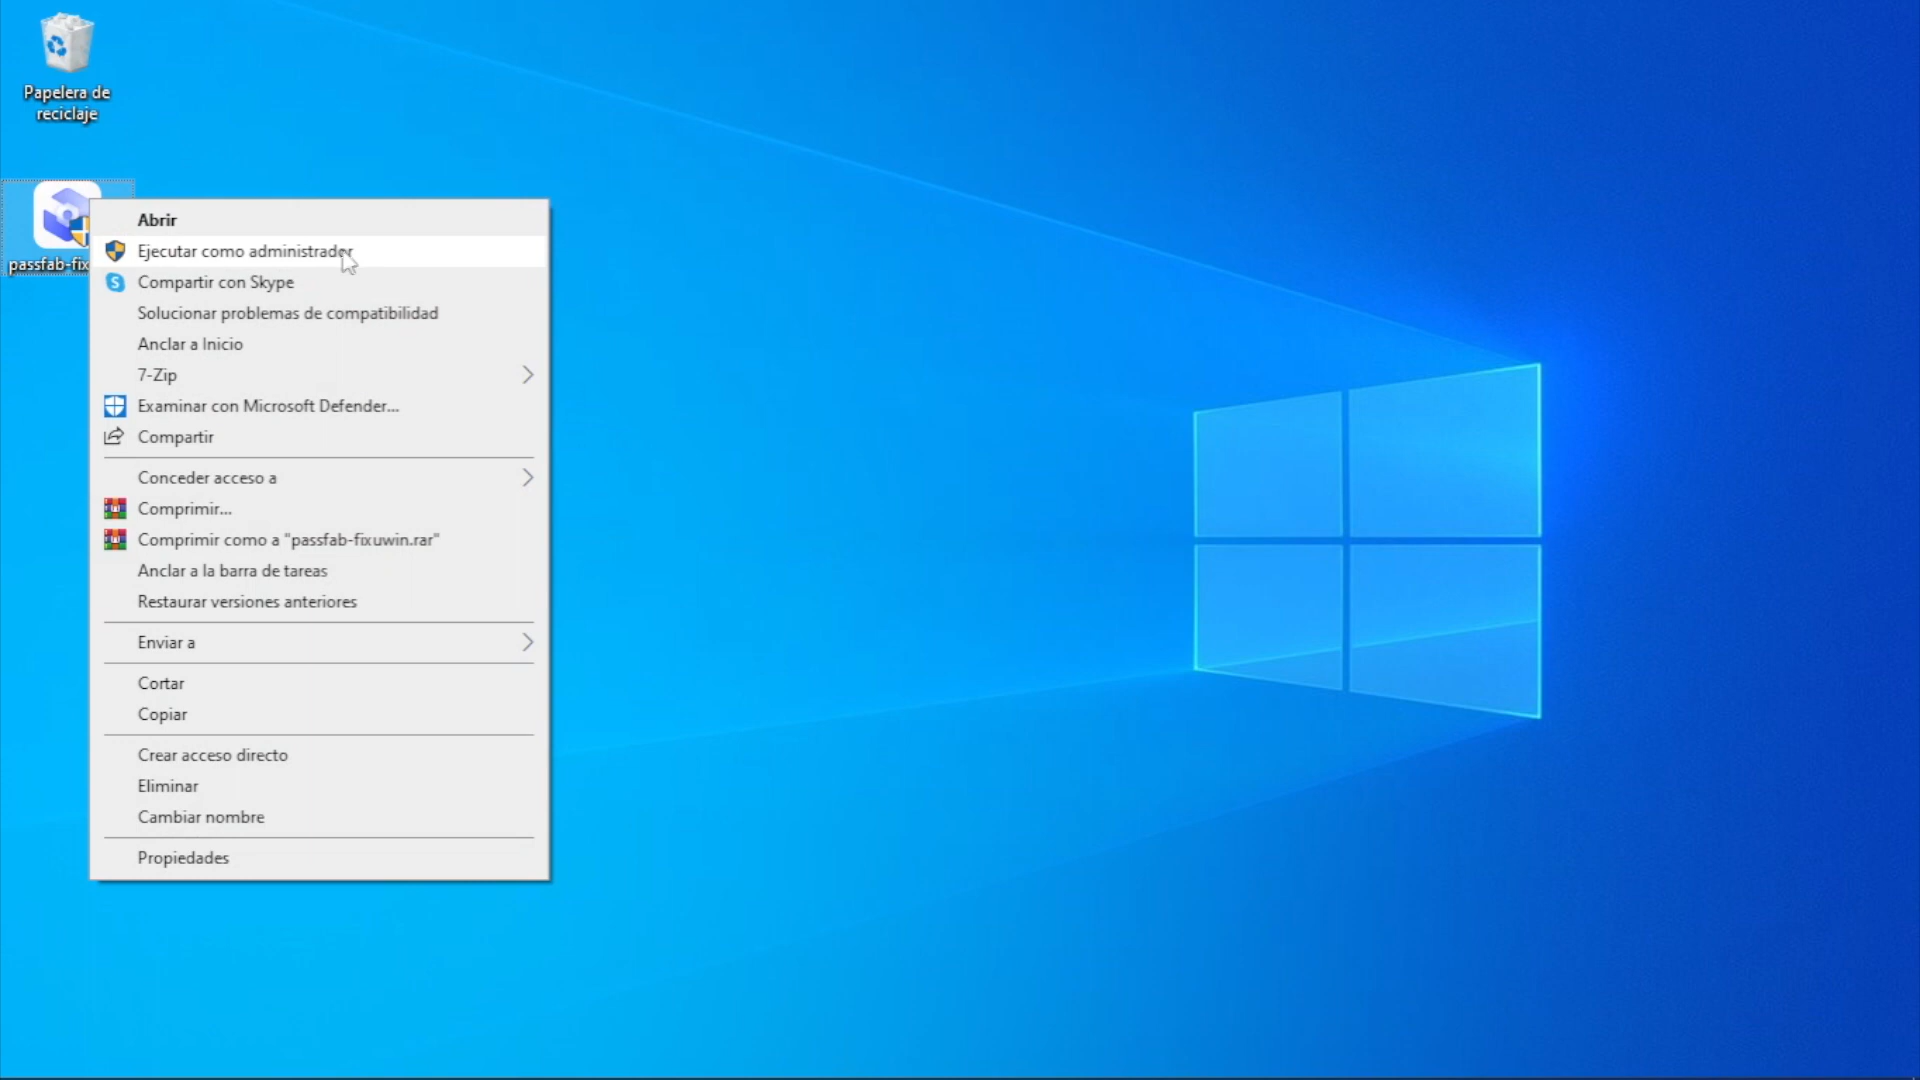 Papelera de
reciclaje
passfab-fix
Abrir
Ejecutar como administrador
Compartir con Skype
Solucionar problemas de compatibilidad
Anclar a Inicio
7-Zip
Examinar con Microsoft Defender...
Compartir
Conceder acceso a
Comprimir...
Comprimir como a "passfab-fixuwin.rar"
Anclar a la barra de tareas
Restaurar versiones anteriores
Enviar a
Cortar
Copiar
Crear acceso directo
Eliminar
Cambiar nombre
Propiedades